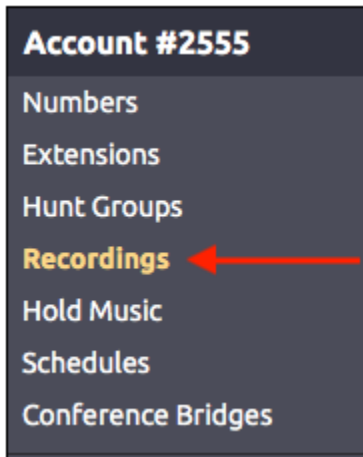 Account #2555
Numbers
Extensions
Hunt Groups
Recordings
Hold Music
Schedules
Conference Bridges